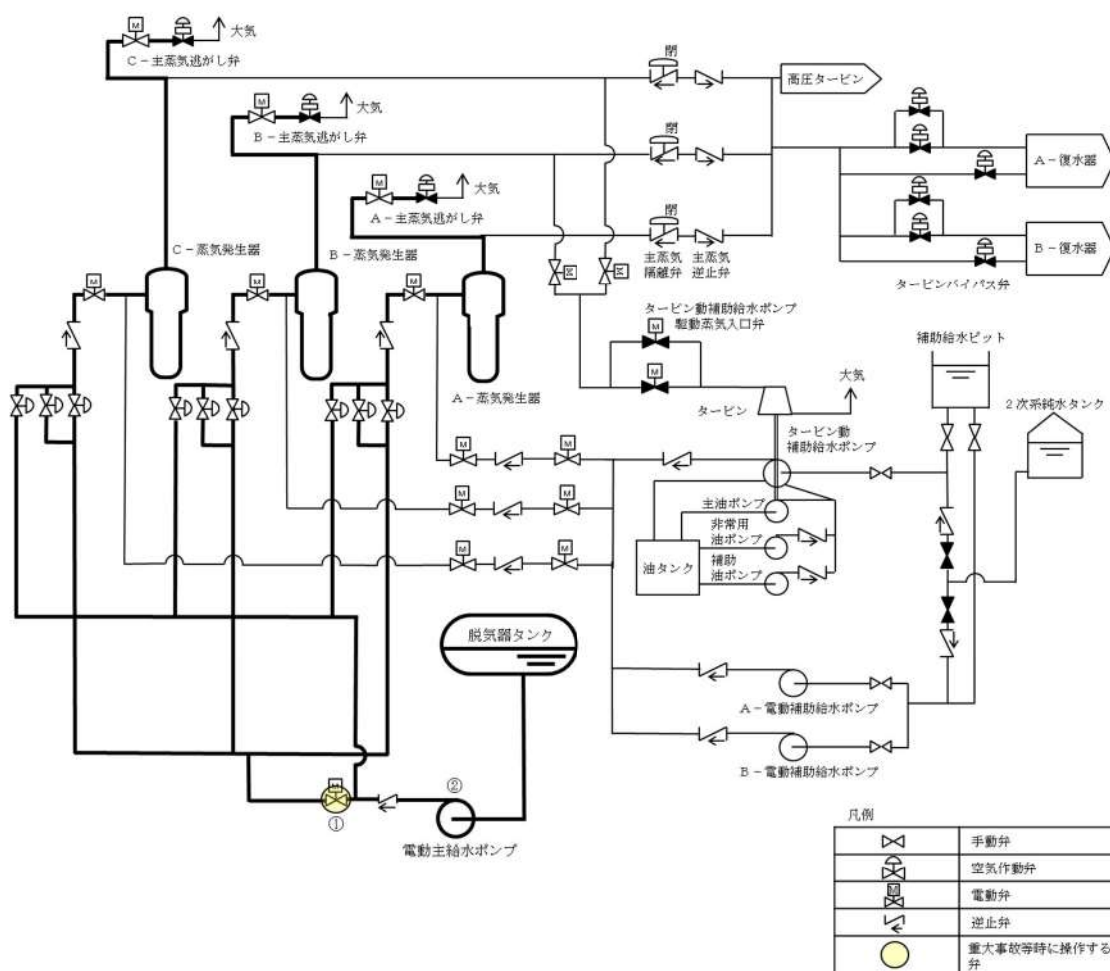 大気
C－主蒸気逃がし弁
大気
B－主蒸気逃がし弁
大気
A－主蒸気逃がし弁
閉
閉
閉
高圧タービン
主蒸気
隔離弁
主蒸気
逆止弁
A－復水器
B－復水器
タービンバイパス弁
C－蒸気発生器
B－蒸気発生器
A－蒸気発生器
M
M
M
M
M
M
M
M
タービン動補助給水ポンプ
駆動蒸気入口弁
M
M
タービン
大気
補助給水ピット
2次系純水タンク
タービン動
補助給水ポンプ
M
M
M
M
M
M
主油ポンプ
非常用
油ポンプ
補助
油ポンプ
油タンク
脱気器タンク
A－電動補助給水ポンプ
B－電動補助給水ポンプ
M
①
②
電動主給水ポンプ
凡例
手動弁
空気作動弁
M
電動弁
逆止弁
重大事故等時に操作する
弁